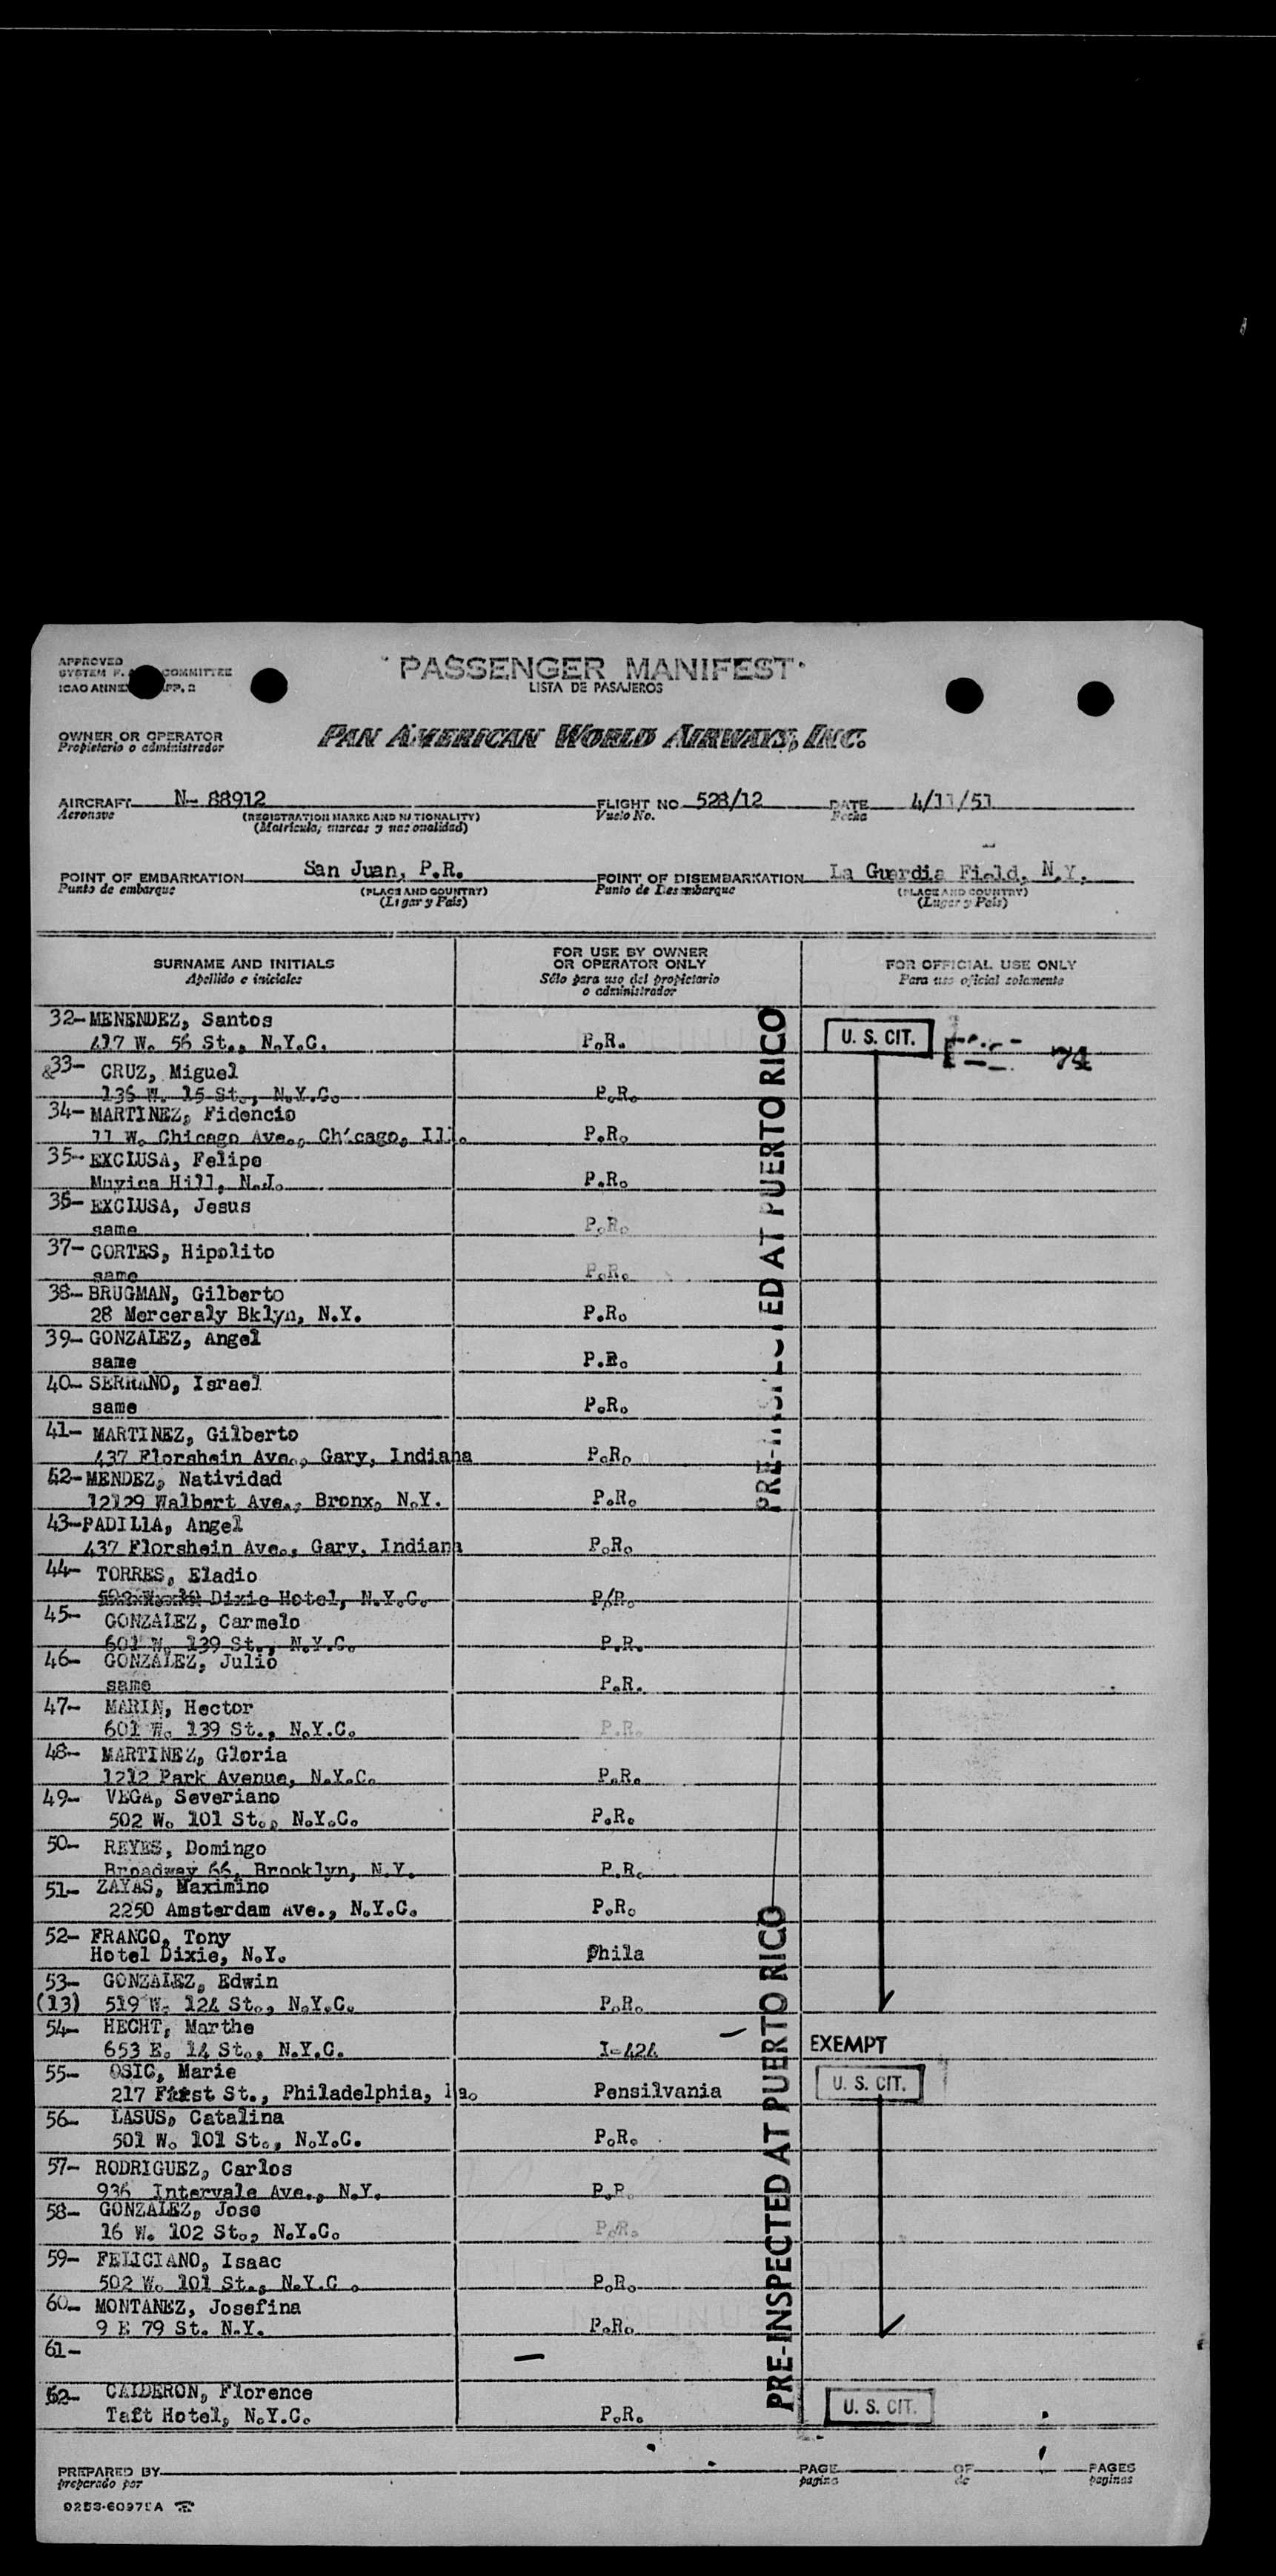 APPROVED
SYSTEM F. COMMITTEE
ICAO ANNEX APP. 2
PASSENGER MANIFEST
LISTA DE PASAJEROS
OWNER OR OPERATOR
Propietario o administrador
PAN AMERICAN WORLD AIRWAYS, INC.
AIRCRAFT N- 88912 FLIGHT NO 528/12 DATE 4/11/51
Aeronave (REGISTRATION MARKS AND NATIONALITY) Vuelo No. Fecha
(Matricula, marcas y nacionalidad)
POINT OF EMBARKATION San Juan, P.R. POINT OF DISEMBARKATION La Guardia Field, N.Y.
Punto de embarque (PLACE AND COUNTRY) Punto de Desembarque (PLACE AND COUNTRY)
(Lugar y Pais) (Lugar y Pais)
SURNAME AND INITIALS FOR USE BY OWNER OR OPERATOR ONLY FOR OFFICIAL USE ONLY
Apellido e iniciales Sólo para uso del propietario o administrador Para uso oficial solamente
32- MENENDEZ, Santos
417 W. 56 St., N.Y.C. P.R. U. S. CIT. 74
33- CRUZ, Miguel
136 W. 15 St., N.Y.C. P.R.
34- MARTINEZ, Fidencio
11 W. Chicago Ave., Chicago, Ill. P.R.
35- EXCLUSA, Felipe
Muyica Hill, N.J. P.R.
36- EXCLUSA, Jesus
same P.R.
37- CORTES, Hipolito
same P.R.
38- BRUGMAN, Gilberto
28 Merceraly Bklyn, N.Y. P.R.
39- GONZALEZ, Angel
same P.R.
40- SERRANO, Israel
same P.R.
41- MARTINEZ, Gilberto
437 Florshein Ave., Gary, Indiana P.R.
42- MENDEZ, Natividad
12129 Walbert Ave., Bronx, N.Y. P.R.
43- PADILLA, Angel
437 Florshein Ave., Gary, Indiana P.R.
44- TORRES, Eladio
Dixie Hotel, N.Y.C. P/R.
45- GONZALEZ, Carmelo
601 W. 139 St., N.Y.C. P.R.
46- GONZALEZ, Julio
same P.R.
47- MARIN, Hector
601 W. 139 St., N.Y.C. P.R.
48- MARTINEZ, Gloria
1212 Park Avenue, N.Y.C. P.R.
49- VEGA, Severiano
502 W. 101 St., N.Y.C. P.R.
50- REYES, Domingo
Broadway 66, Brooklyn, N.Y. P.R.
51- ZAYAS, Maximino
2250 Amsterdam Ave., N.Y.C. P.R.
52- FRANCO, Tony
Hotel Dixie, N.Y. Phila
53- GONZALEZ, Edwin
(13) 519 W. 124 St., N.Y.C. P.R.
54- HECHT, Marthe
653 E. 14 St., N.Y.C. I-424 EXEMPT
55- OSIC, Marie
217 First St., Philadelphia, Pa. Pensilvania U. S. CIT.
56- LASUS, Catalina
501 W. 101 St., N.Y.C. P.R.
57- RODRIGUEZ, Carlos
936 Intervale Ave., N.Y. P.R.
58- GONZALEZ, Jose
16 W. 102 St., N.Y.C. P.R.
59- FELICIANO, Isaac
502 W. 101 St., N.Y.C. P.R.
60- MONTANEZ, Josefina
9 E 79 St. N.Y. P.R.
61- —
62- CALDERON, Florence
Taft Hotel, N.Y.C. P.R. U. S. CIT.
PRE-INSPECTED AT PUERTO RICO
PRE-INSPECTED AT PUERTO RICO
PREPARED BY PAGE OF PAGES
preparado por pagina de paginas